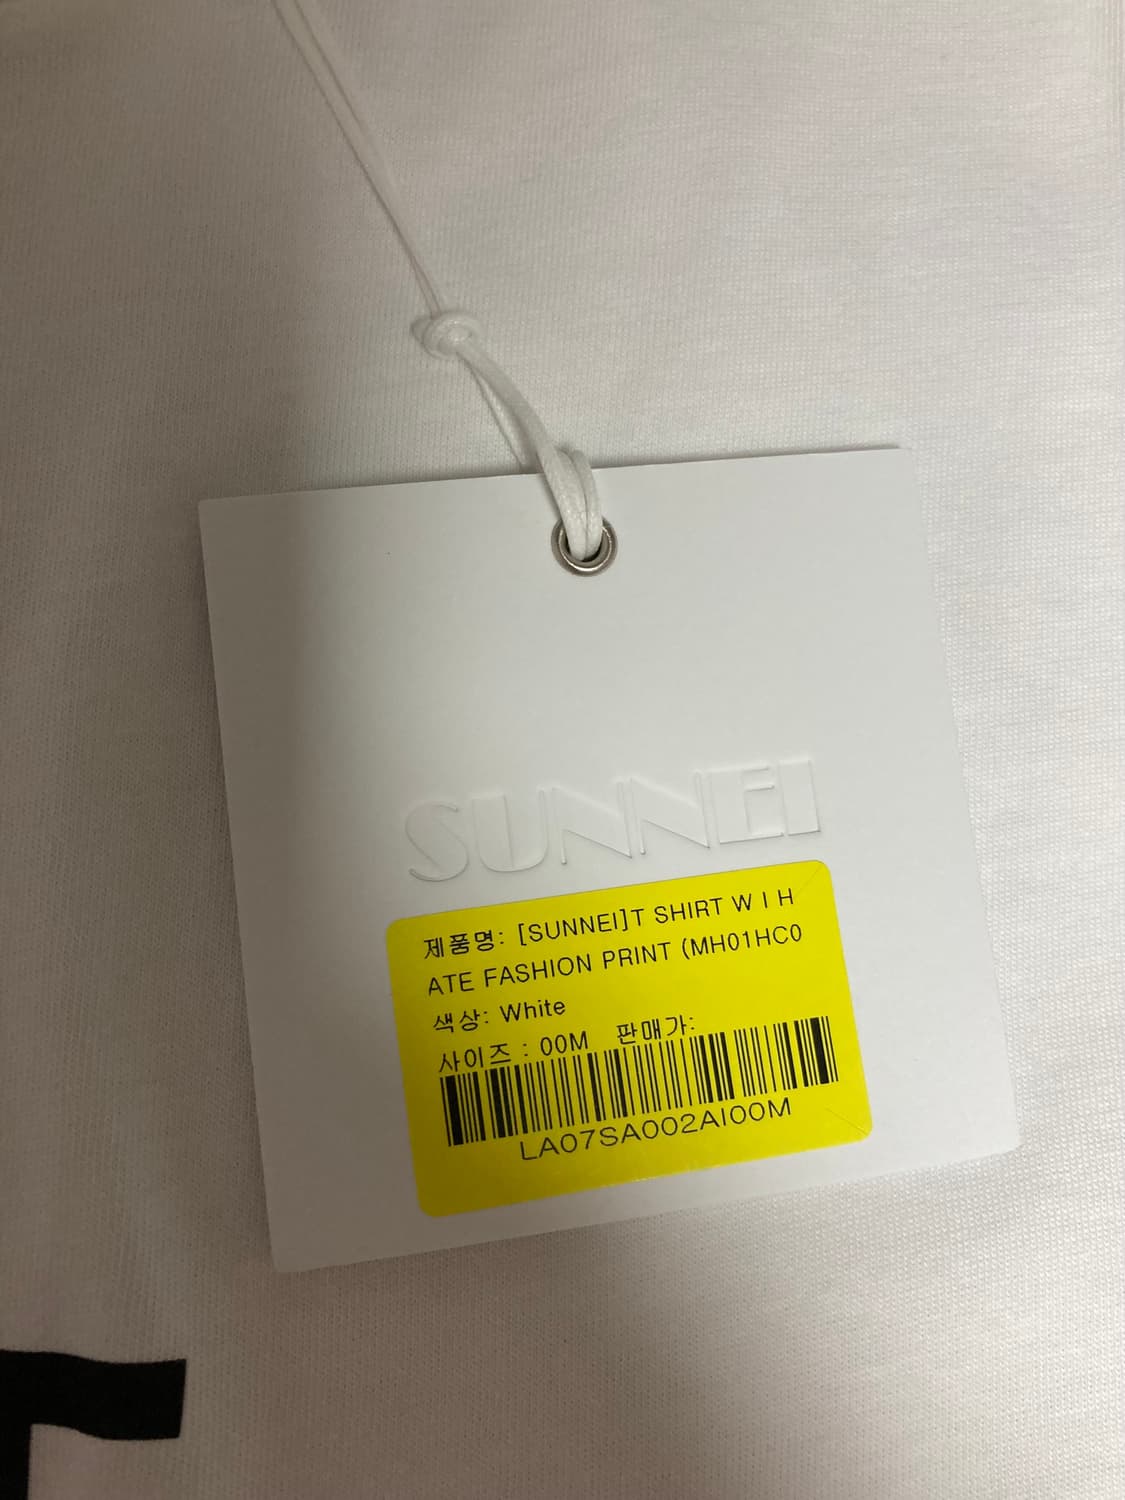 SUNNEI
제품명: [SUNNEI]T SHIRT W I H
ATE FASHION PRINT (MH01HC0
색상: White
사이즈 : 00M 판매가:
LA07SA002AI00M